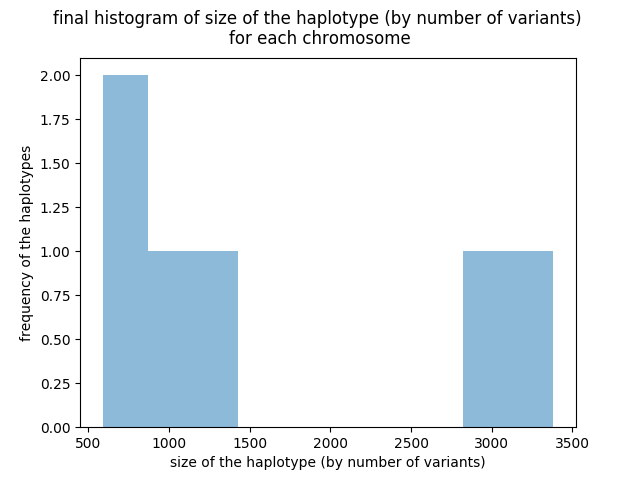 final histogram of size of the haplotype (by number of variants)
for each chromosome
2.00
1.75
1.50
1.25
1.00
0.75
0.50
0.25
0.00
frequency of the haplotypes
500 1000 1500 2000 2500 3000 3500
size of the haplotype (by number of variants)